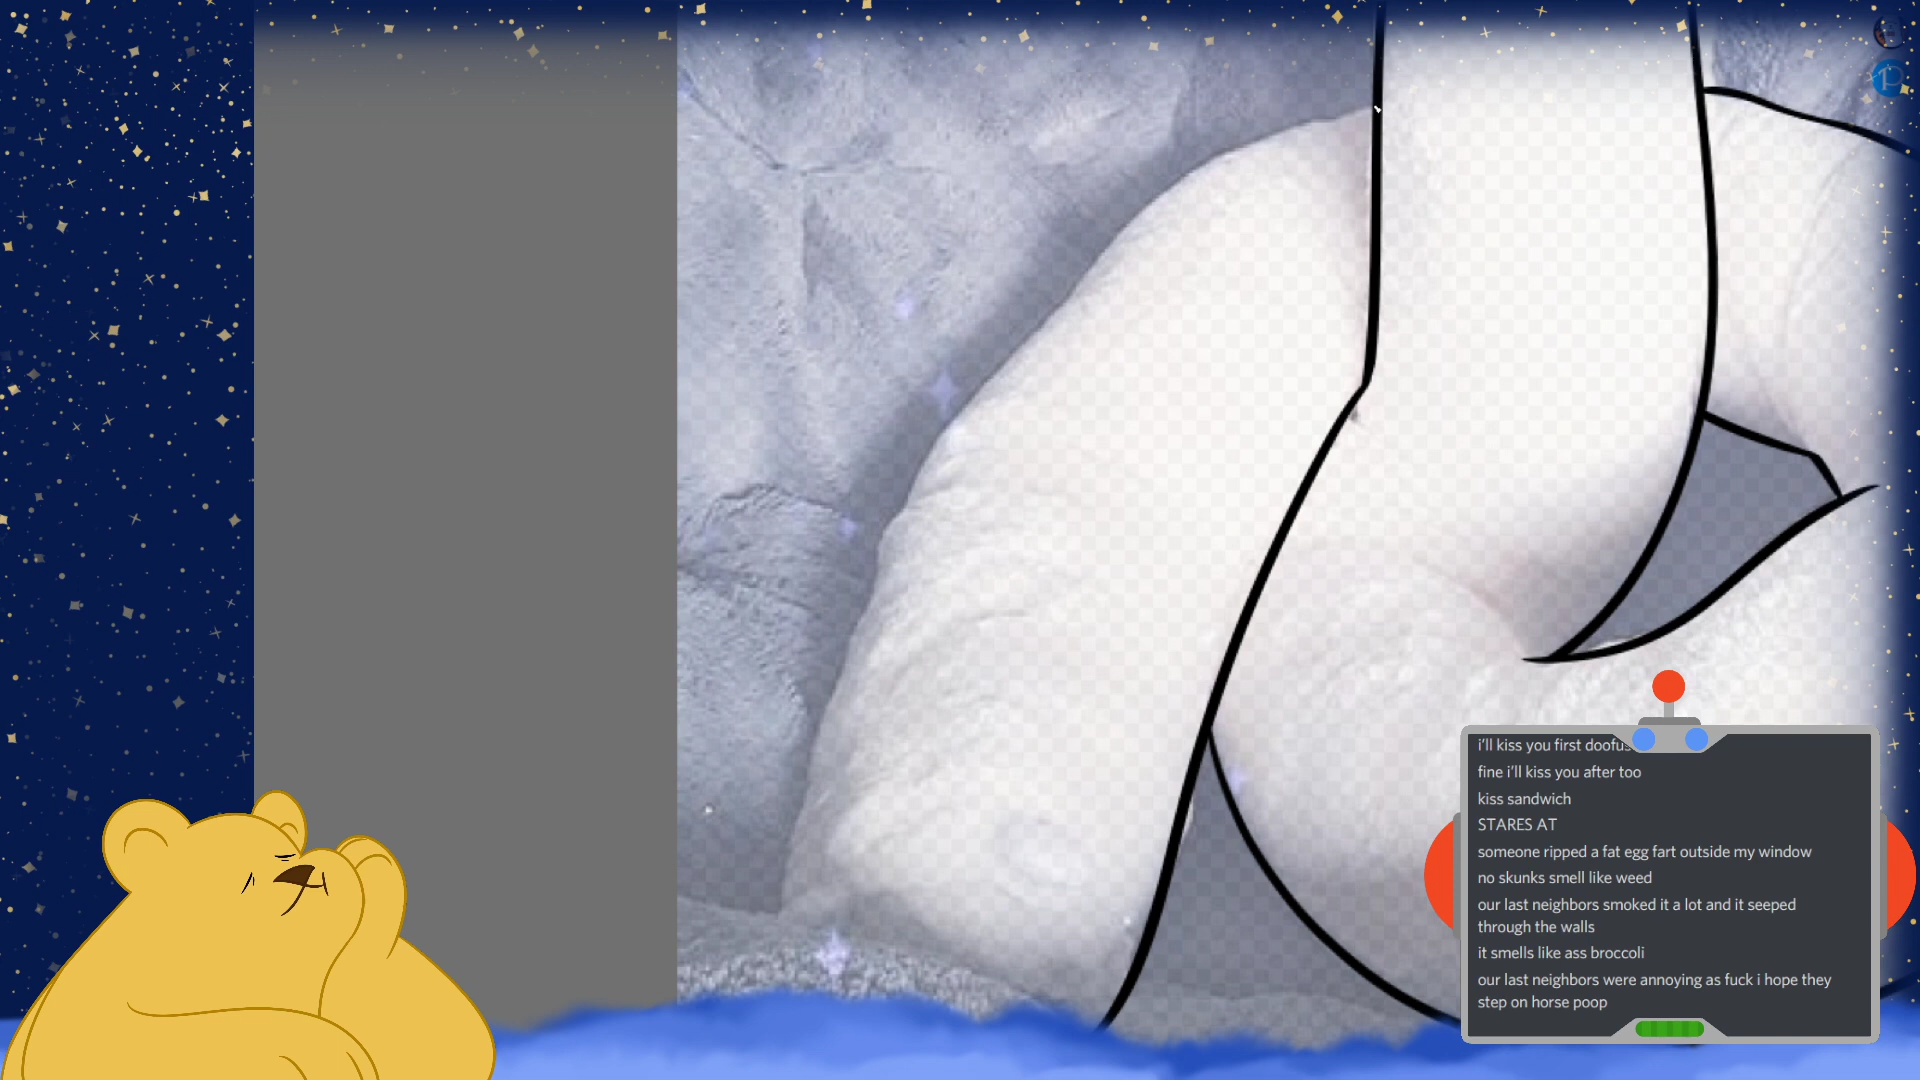 i'll kiss you first doofus
fine i'll kiss you after too
kiss sandwich
STARES AT
someone ripped a fat egg fart outside my window
no skunks smell like weed
our last neighbors smoked it a lot and it seeped
through the walls
it smells like ass broccoli
our last neighbors were annoying as fuck i hope they
step on horse poop